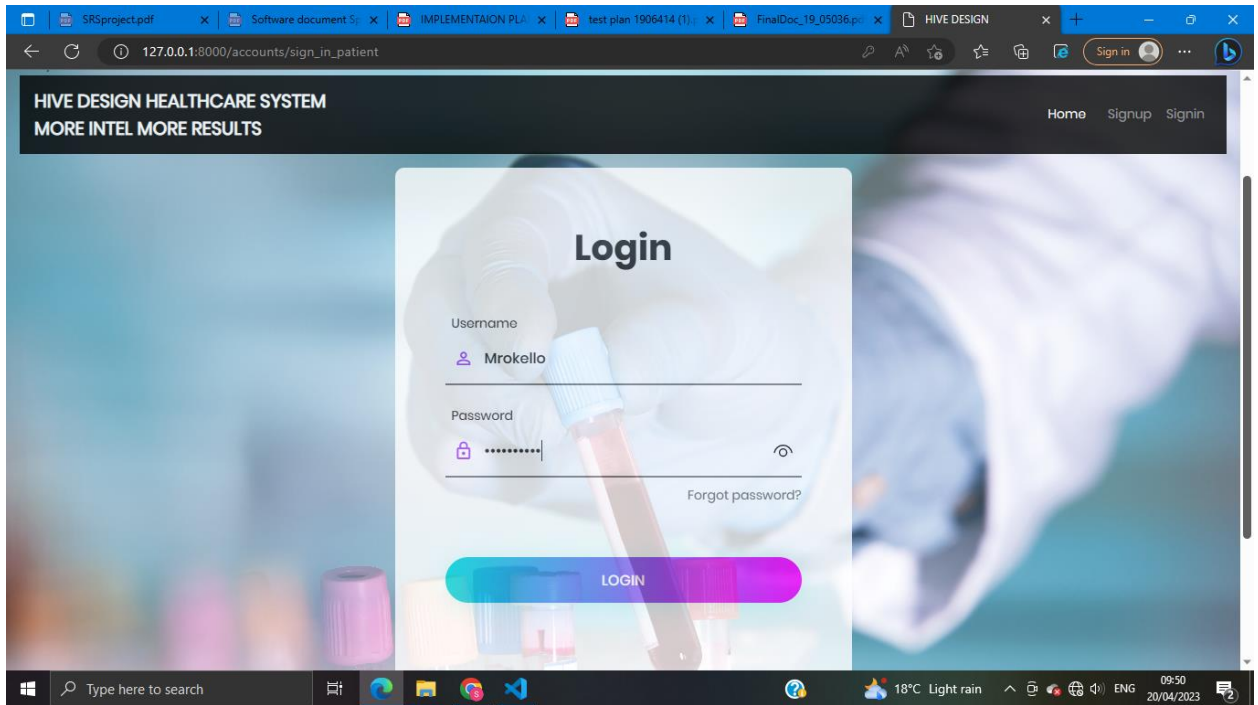 SRSproject.pdf
Software document Sp
IMPLEMENTAION PLA
test plan 1906414 (1).p
FinalDoc_19_05036.pd
HIVE DESIGN
127.0.0.1:8000/accounts/sign_in_patient
Sign in
HIVE DESIGN HEALTHCARE SYSTEM
MORE INTEL MORE RESULTS
Home Signup Signin
Login
Username
Mrokello
Password
••••••••••
Forgot password?
LOGIN
Type here to search
18°C Light rain
ENG
09:50
20/04/2023
2